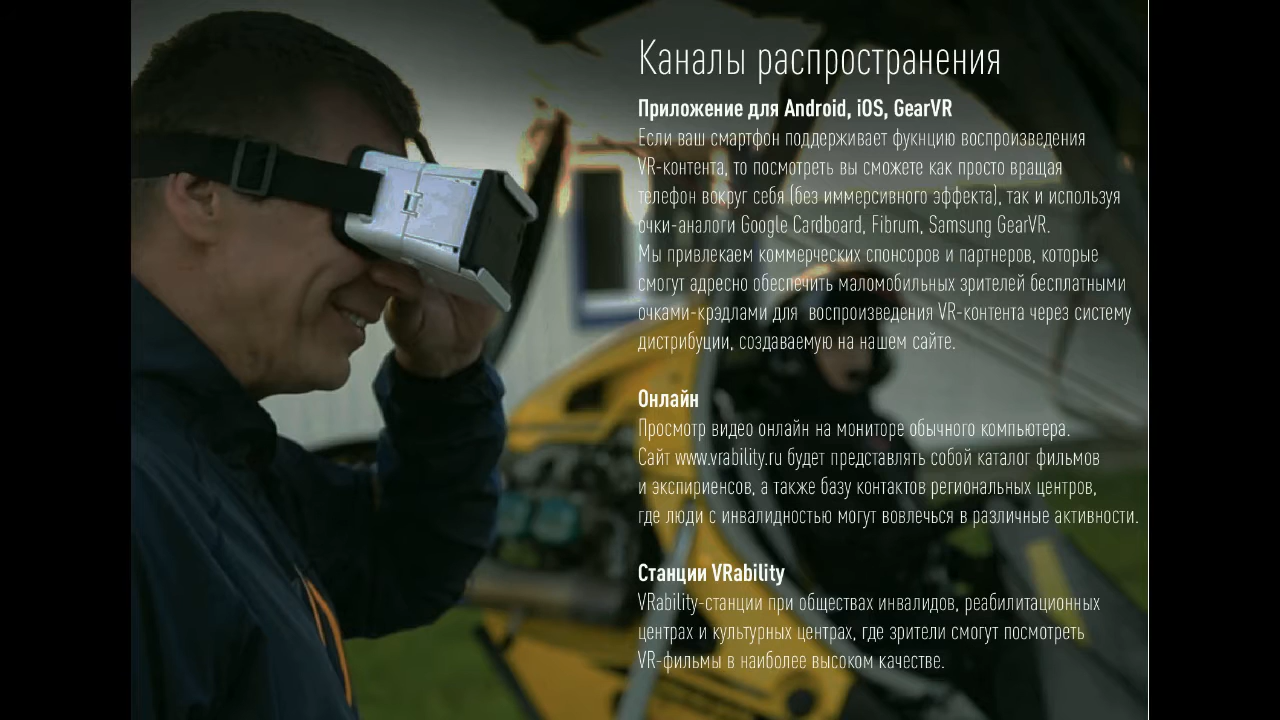 Каналы распространения
Приложение для Android, iOS, GearVR
Если ваш смартфон поддерживает фукнцию воспроизведения
VR-контента, то посмотреть вы сможете как просто вращая
телефон вокруг себя (без иммерсивного эффекта), так и используя
очки-аналоги Google Cardboard, Fibrum, Samsung GearVR.
Мы привлекаем коммерческих спонсоров и партнеров, которые
смогут адресно обеспечить маломобильных зрителей бесплатными
очками-крэдлами для воспроизведения VR-контента через систему
дистрибуции, создаваемую на нашем сайте.
Онлайн
Просмотр видео онлайн на мониторе обычного компьютера.
Сайт www.vrability.ru будет представлять собой каталог фильмов
и экспириенсов, а также базу контактов региональных центров,
где люди с инвалидностью могут вовлечься в различные активности.
Станции VRability
VRability-станции при обществах инвалидов, реабилитационных
центрах и культурных центрах, где зрители смогут посмотреть
VR-фильмы в наиболее высоком качестве.